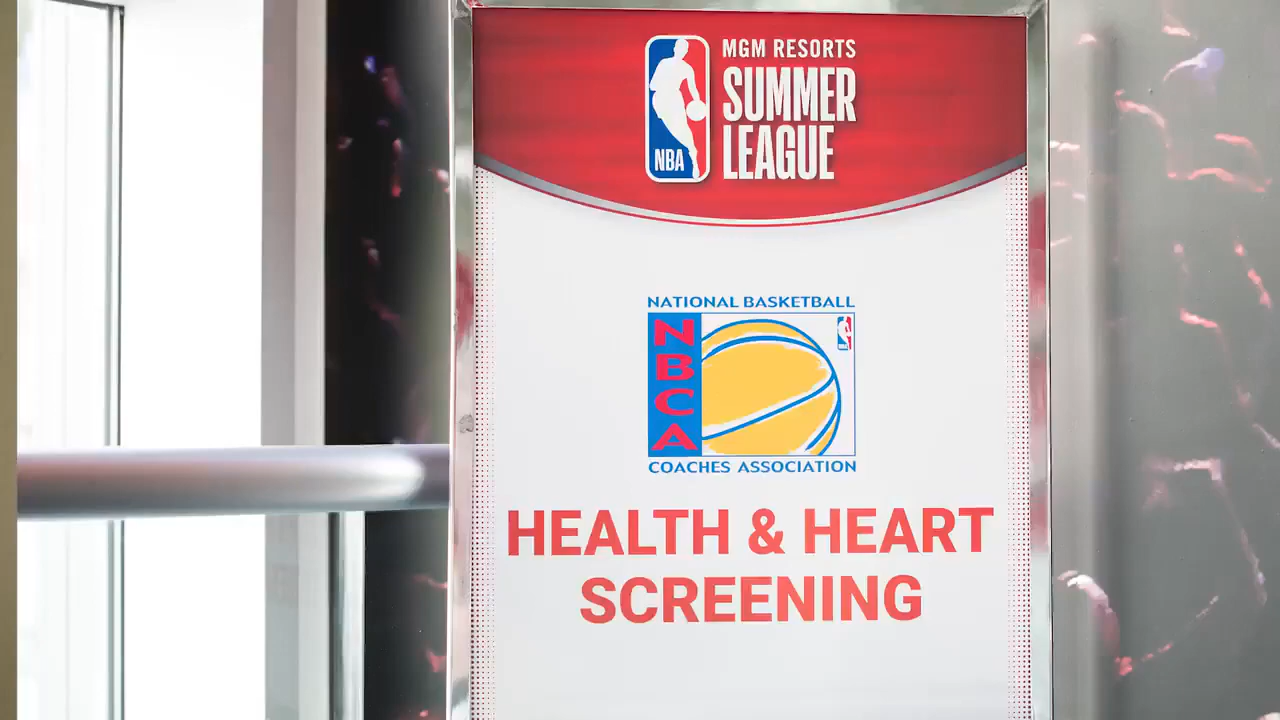 MGM RESORTS
SUMMER
LEAGUE
NBA
NATIONAL BASKETBALL
NBCA
COACHES ASSOCIATION
HEALTH & HEART
SCREENING